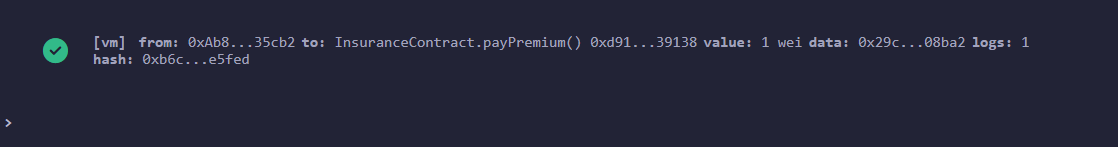 [vm] from: 0xAb8...35cb2 to: InsuranceContract.payPremium() 0xd91...39138 value: 1 wei data: 0x29c...08ba2 logs: 1
hash: 0xb6c...e5fed
>